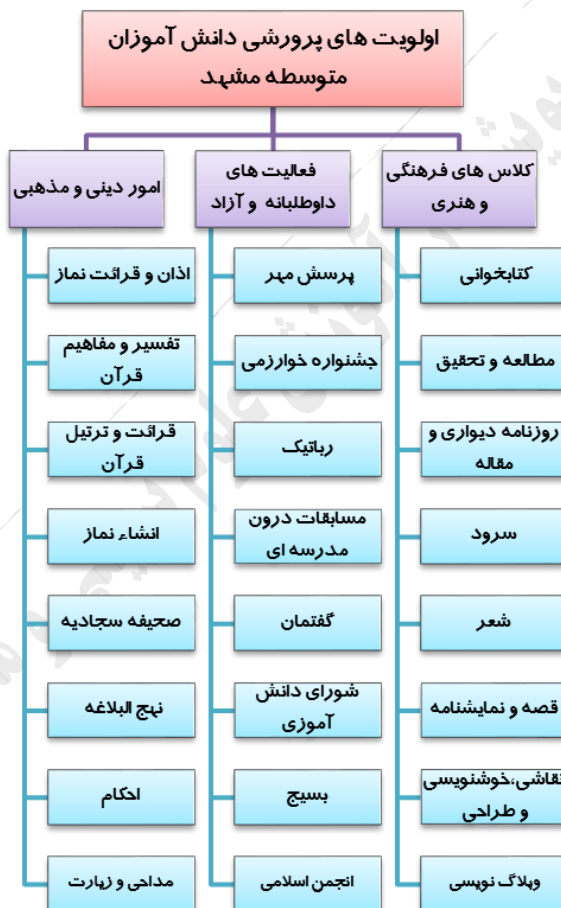 اولویت های پرورشی دانش آموزان
متوسطه مشهد
کلاس های فرهنگی
و هنری
کتابخوانی
مطالعه و تحقیق
روزنامه دیواری و
مقاله
سرود
شعر
قصه و نمایشنامه
نقاشی،خوشنویسی
و طراحی
وبلاگ نویسی
فعالیت های
داوطلبانه و آزاد
پرسش مهر
جشنواره خوارزمی
رباتیک
مسابقات درون
مدرسه ای
گفتمان
شورای دانش
آموزی
بسیج
انجمن اسلامی
امور دینی و مذهبی
اذان و قرائت نماز
تفسیر و مفاهیم
قرآن
قرائت و ترتیل
قرآن
انشاء نماز
صحیفه سجادیه
نهج البلاغه
احکام
مداحی و زیارت